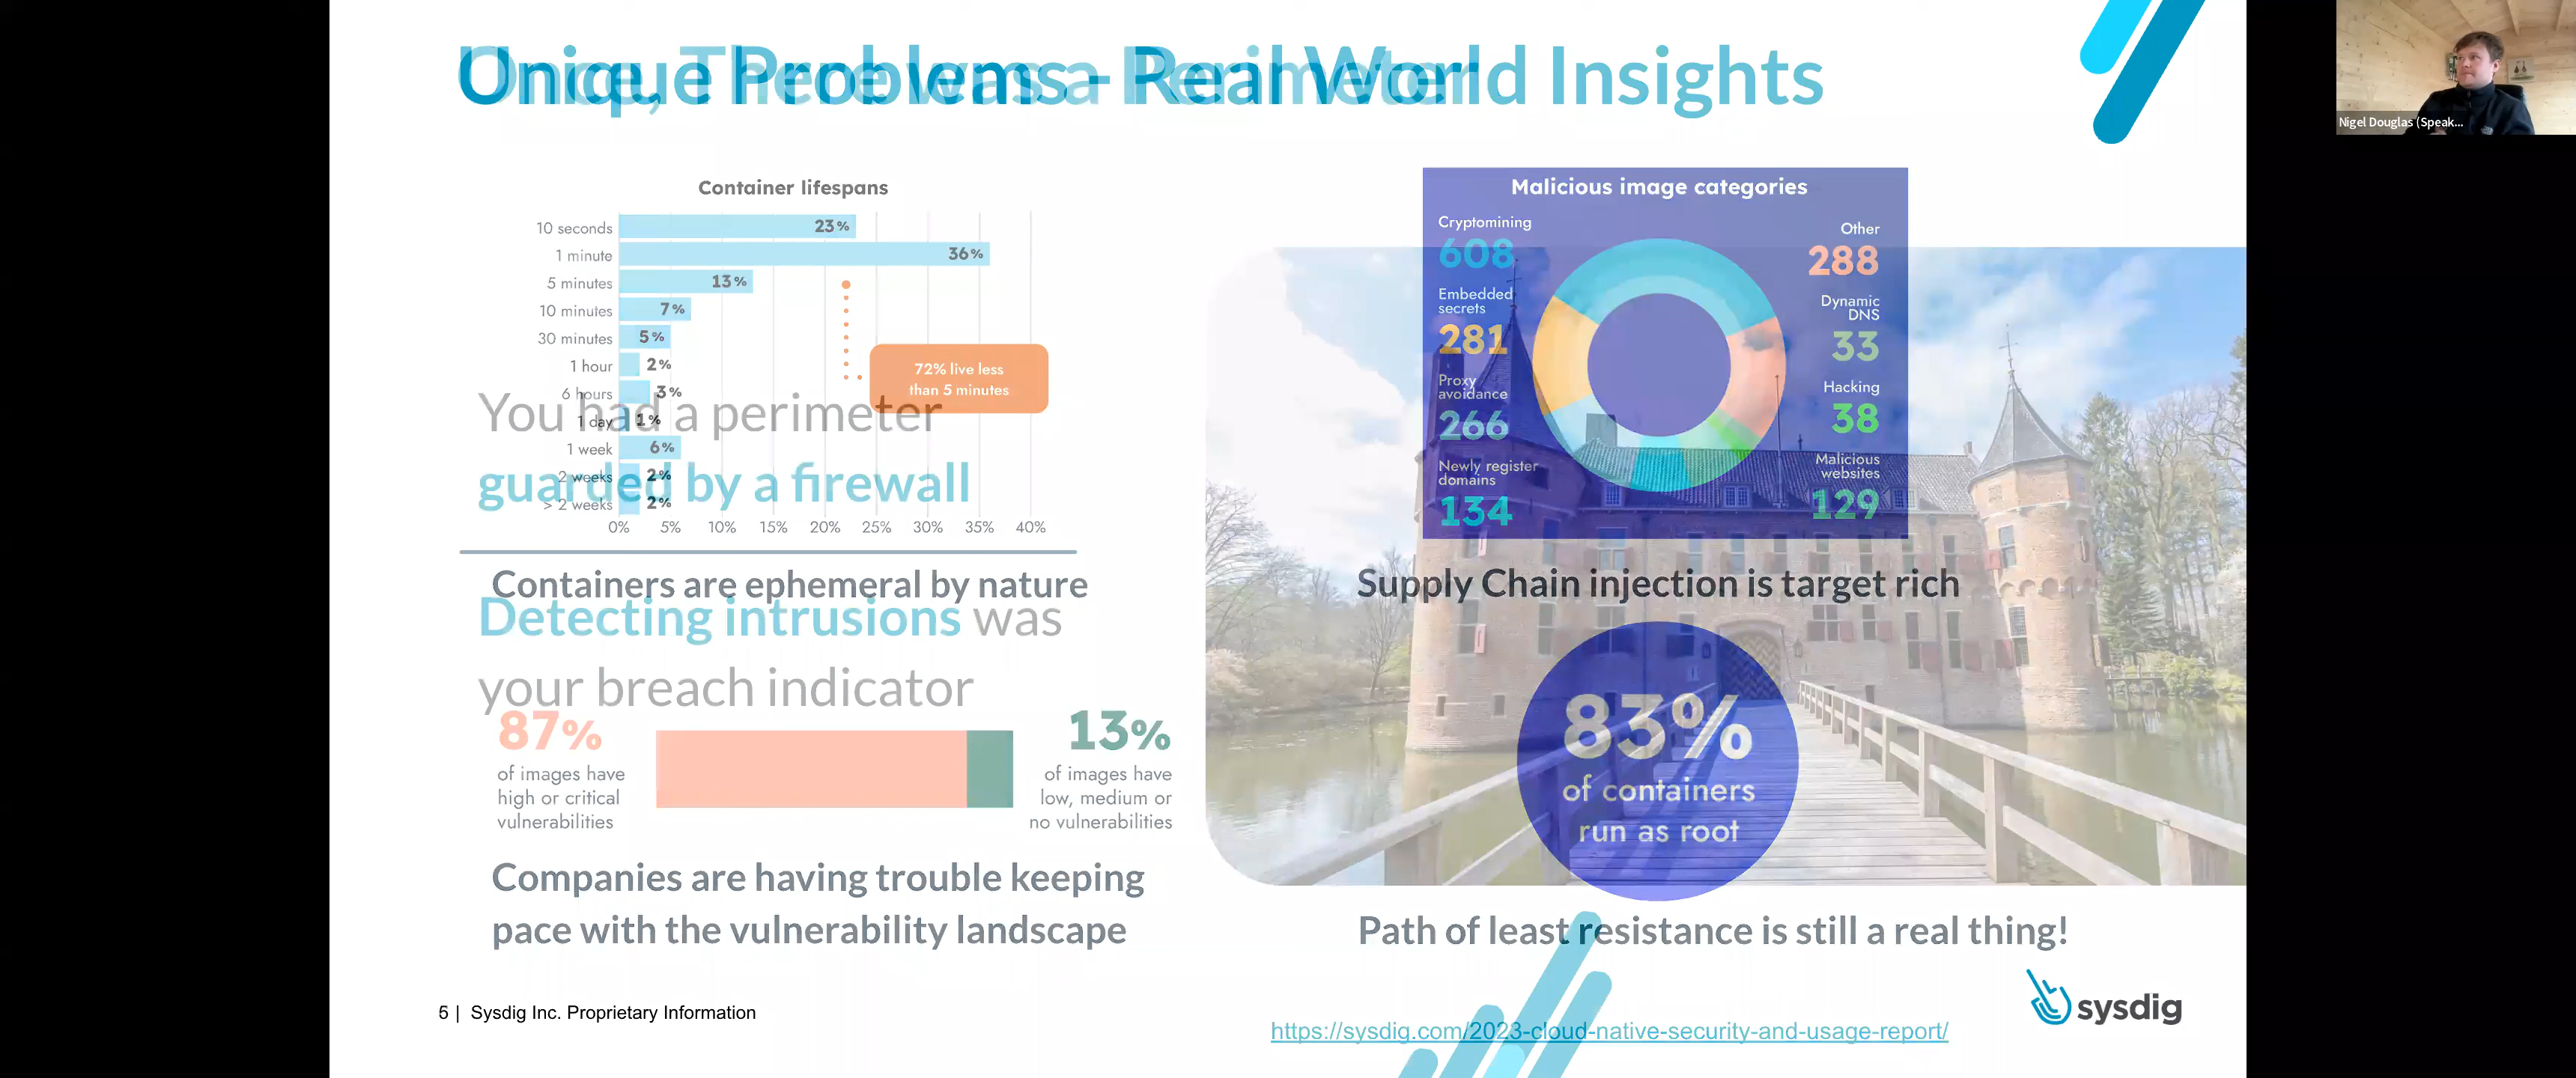 Unique Problems - Real World Insights
Once, There was a Perimeter
Nigel Douglas (Speak...
Container lifespans
10 seconds 23%
1 minute 36%
5 minutes 13%
10 minutes 7%
30 minutes 5%
1 hour 2%
6 hours 3%
1 day 1%
1 week 6%
2 weeks 2%
> 2 weeks 2%
0% 5% 10% 15% 20% 25% 30% 35% 40%
72% live less
than 5 minutes
You had a perimeter
guarded by a firewall
Containers are ephemeral by nature
Detecting intrusions was
your breach indicator
Malicious image categories
Cryptomining
608
Embedded
secrets
281
Proxy
avoidance
266
Newly register
domains
134
Other
288
Dynamic
DNS
33
Hacking
38
Malicious
websites
129
Supply Chain injection is target rich
87%
of images have
high or critical
vulnerabilities
13%
of images have
low, medium or
no vulnerabilities
Companies are having trouble keeping
pace with the vulnerability landscape
83%
of containers
run as root
Path of least resistance is still a real thing!
5 | Sysdig Inc. Proprietary Information
https://sysdig.com/2023-cloud-native-security-and-usage-report/
sysdig